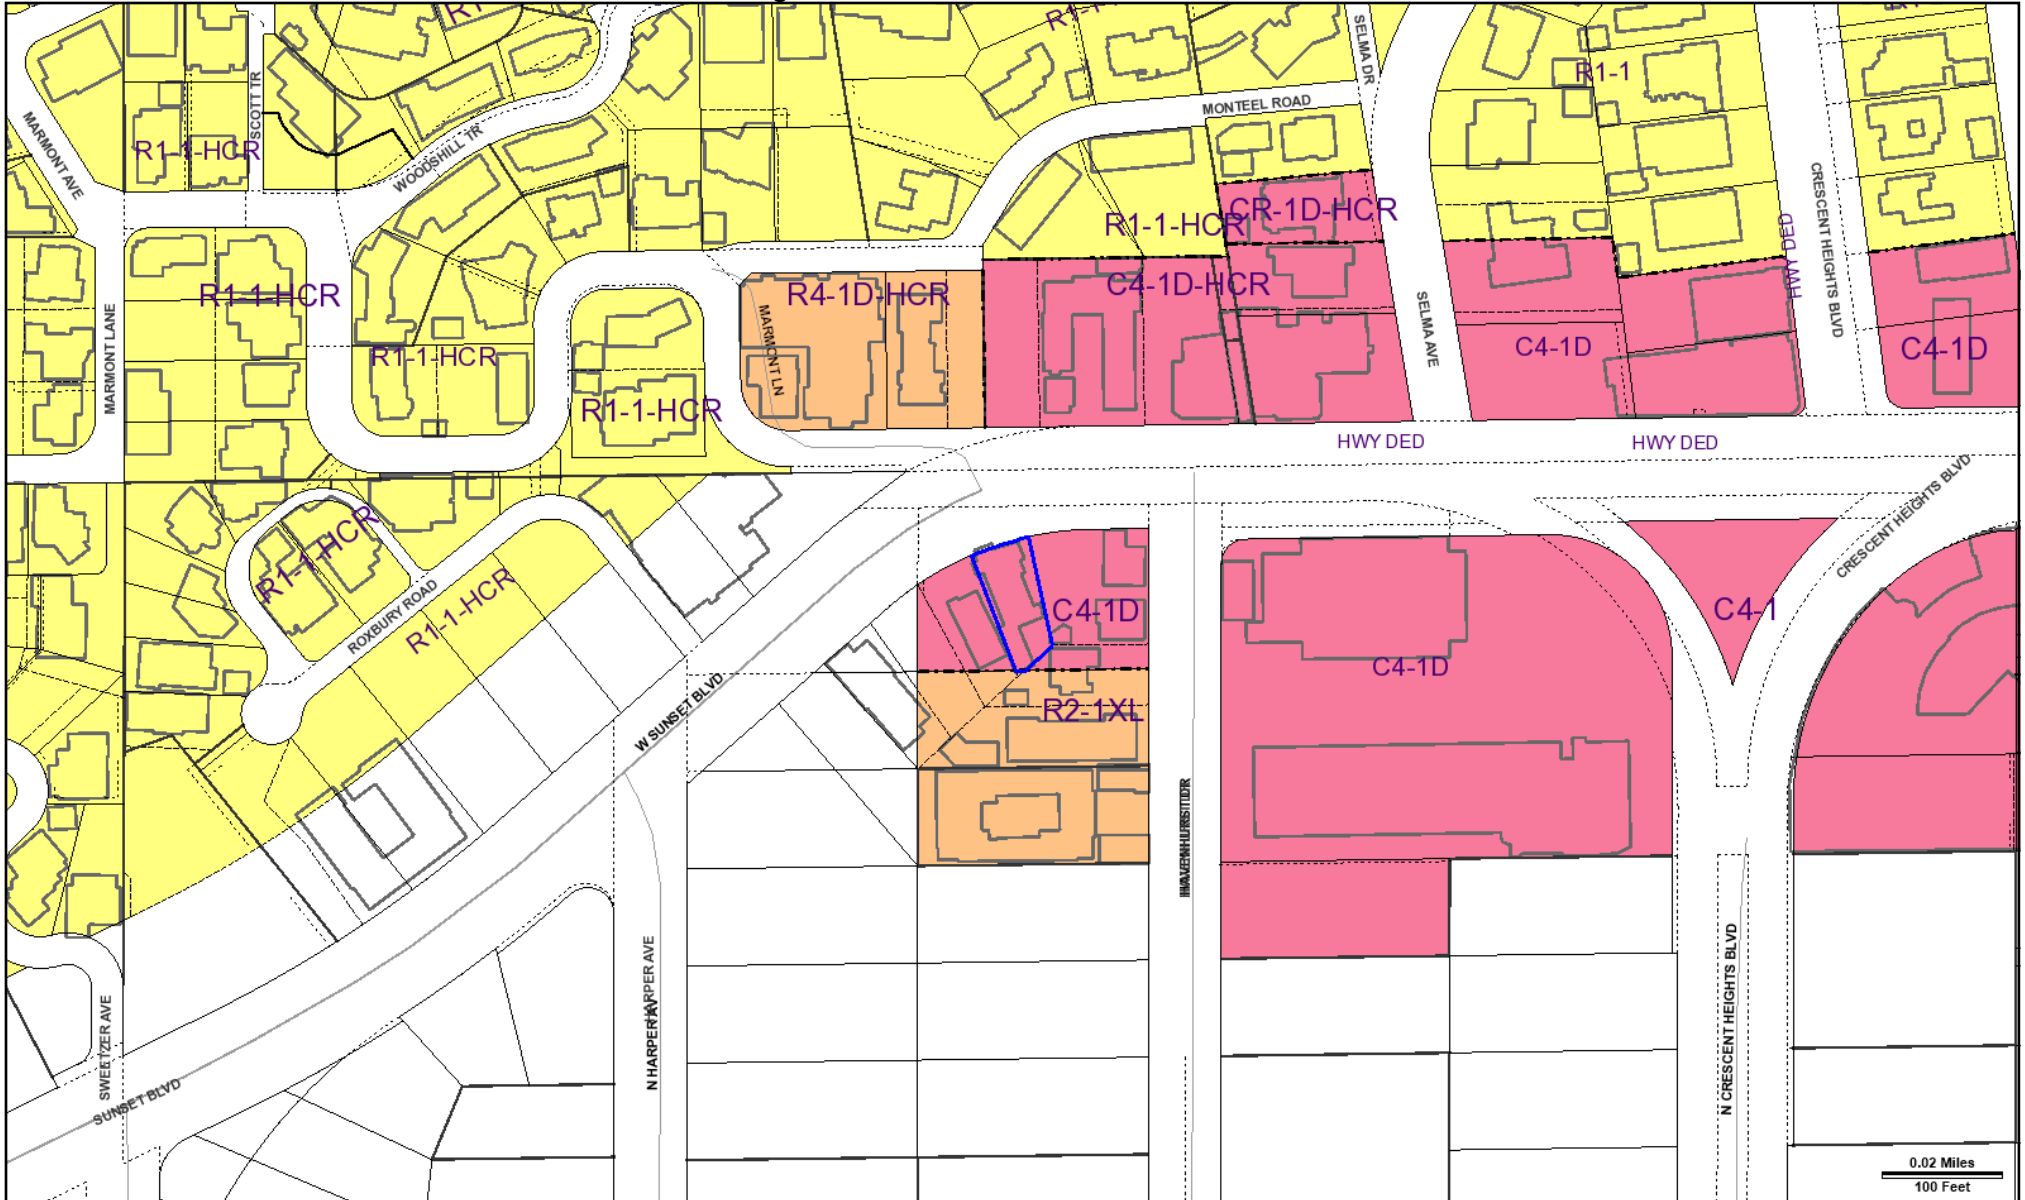 R1-1
SELMA DR
R1-1
MONTEEL ROAD
MARMONT AVE
SCOTT TR
R1-1-HCR
WOODSHILL TR
CRESCENT HEIGHTS BLVD
R1-1-HCR
CR-1D-HCR
HWY DED
R1-1-HCR
R4-1D-HCR
C4-1D-HCR
MARMONT LANE
MARMONT LN
SELMA AVE
R1-1-HCR
C4-1D
C4-1D
R1-1-HCR
HWY DED
HWY DED
CRESCENT HEIGHTS BLVD
R1-1-HCR
ROXBURY ROAD
R1-1-HCR
C4-1D
C4-1
C4-1D
W SUNSET BLVD
R2-1XL
N HARPER AVE
N HARPER AV
N CRESCENT HEIGHTS BLVD
SWEETZER AVE
SUNSET BLVD
0.02 Miles
100 Feet